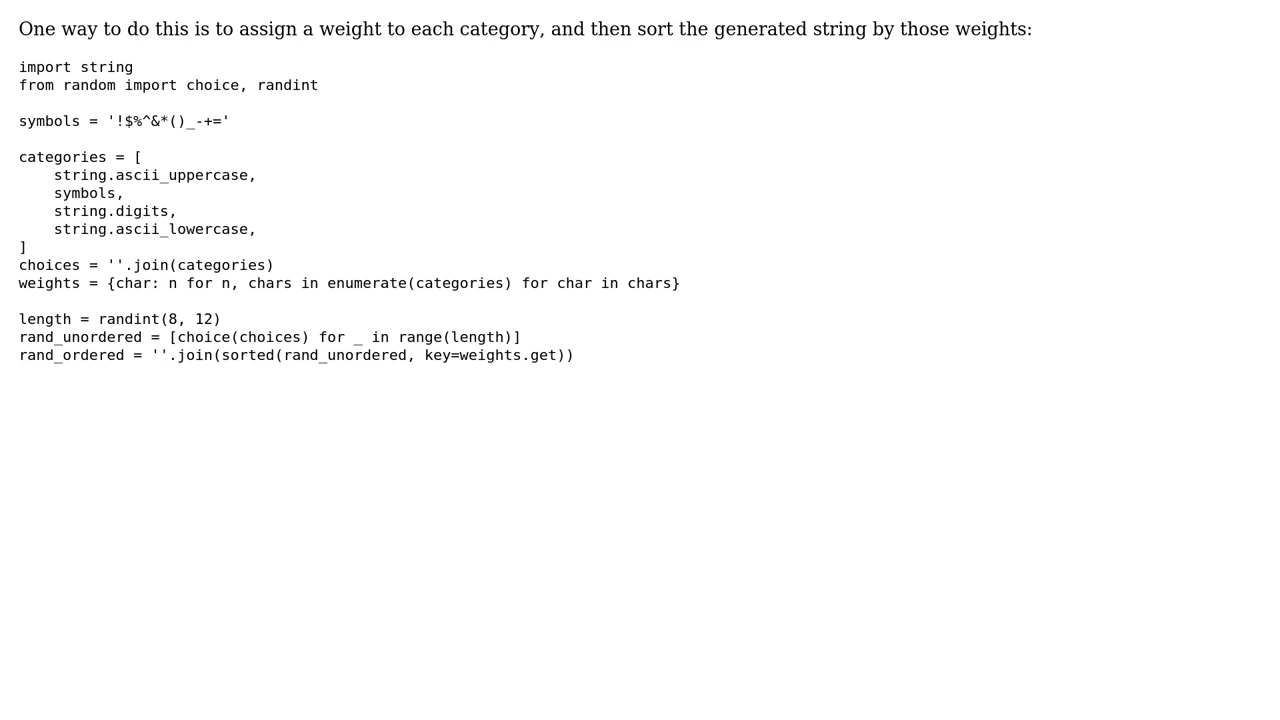 One way to do this is to assign a weight to each category, and then sort the generated string by those weights:
import string
from random import choice, randint
symbols = '!$%^&*()_-+='
categories = [
    string.ascii_uppercase,
    symbols,
    string.digits,
    string.ascii_lowercase,
]
choices = ''.join(categories)
weights = {char: n for n, chars in enumerate(categories) for char in chars}
length = randint(8, 12)
rand_unordered = [choice(choices) for _ in range(length)]
rand_ordered = ''.join(sorted(rand_unordered, key=weights.get))